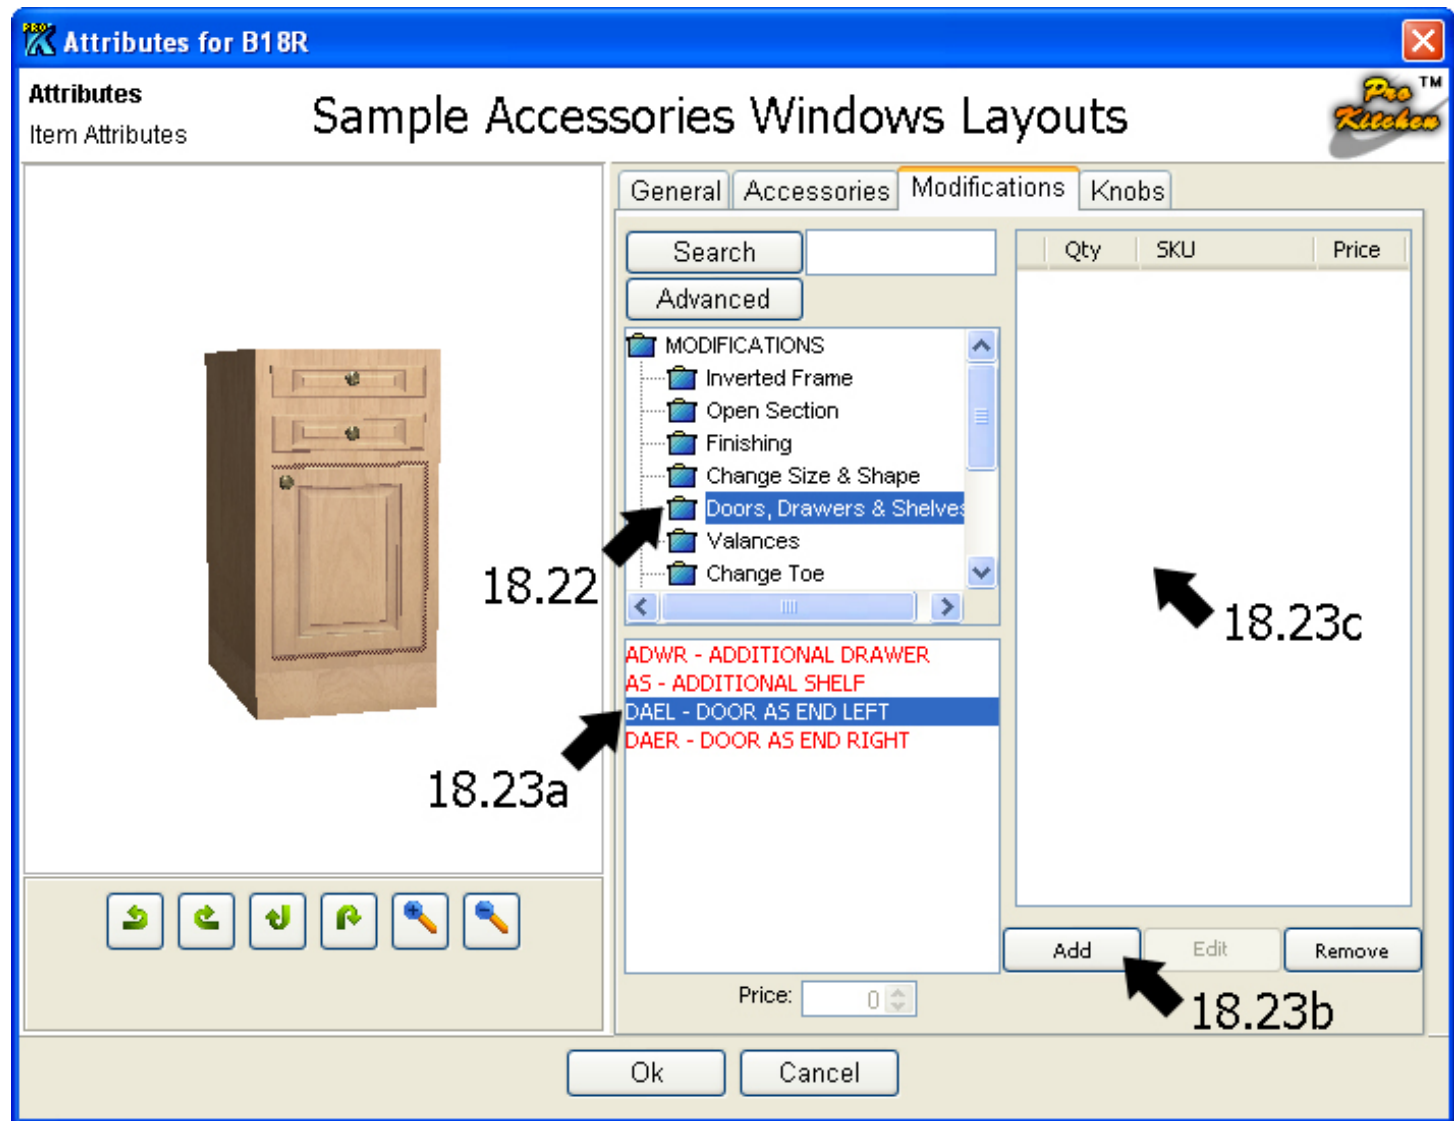 PRO
Attributes for B18R
Attributes
Item Attributes
Sample Accessories Windows Layouts
Pro
Kitchen
TM
General
Accessories
Modifications
Knobs
Search
Advanced
MODIFICATIONS
Inverted Frame
Open Section
Finishing
Change Size & Shape
Doors, Drawers & Shelves
Valances
Change Toe
18.22
ADWR - ADDITIONAL DRAWER
AS - ADDITIONAL SHELF
DAEL - DOOR AS END LEFT
DAER - DOOR AS END RIGHT
18.23a
Price: 0
Qty SKU Price
18.23c
Add
Edit
Remove
18.23b
Ok
Cancel